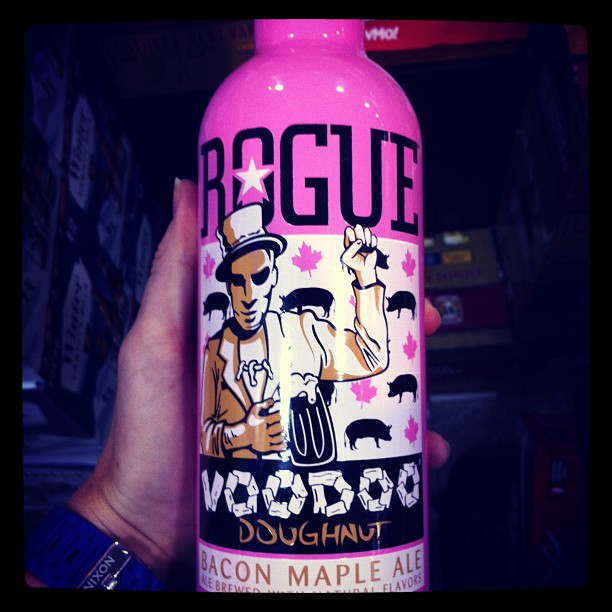 ROGUE
VOODOO
DOUGHNUT
BACON MAPLE ALE
ALE BREWED WITH NATURAL FLAVORS
NIXON